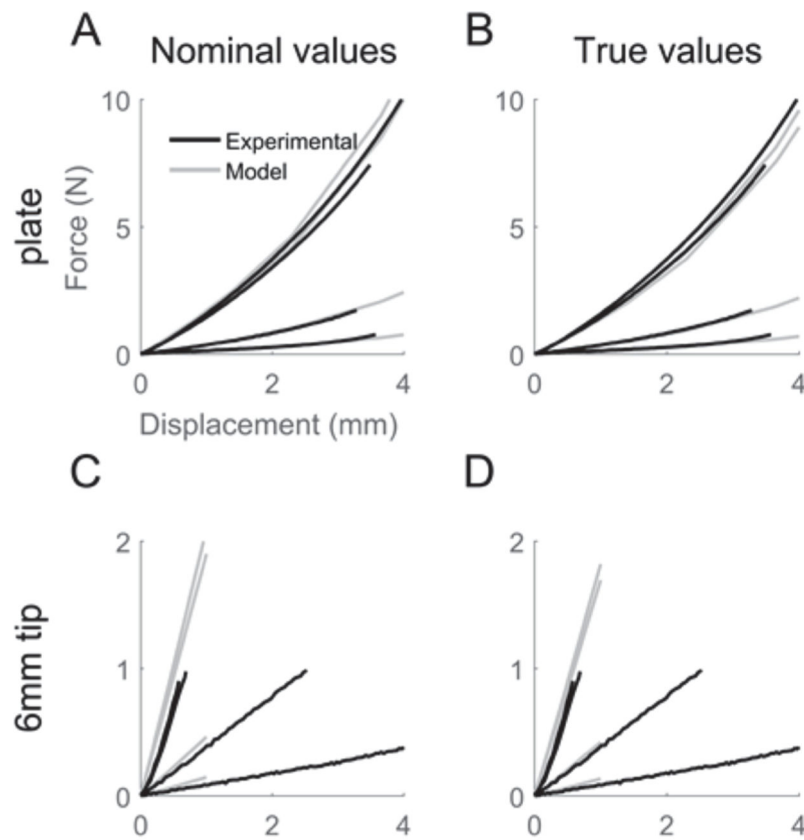 A
Nominal values
B
True values
plate
Force (N)
10
5
0
Experimental
Model
0
2
4
Displacement (mm)
10
5
0
0
2
4
C
D
6mm tip
2
1
0
0
2
4
2
1
0
0
2
4